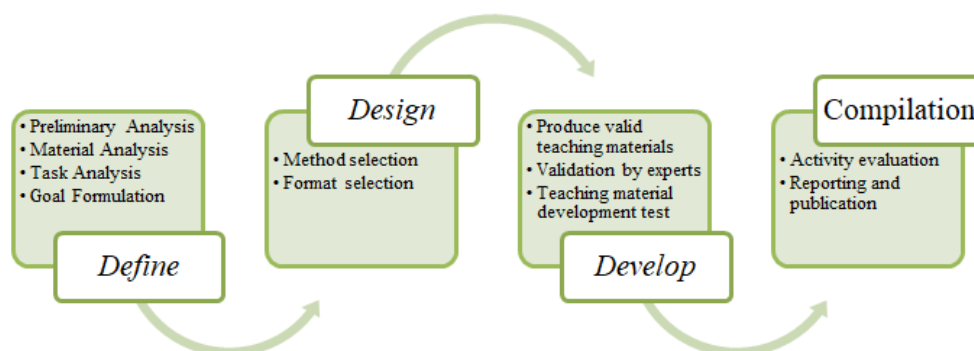 • Preliminary Analysis
• Material Analysis
• Task Analysis
• Goal Formulation
Define
Design
• Method selection
• Format selection
• Produce valid
teaching materials
• Validation by experts
• Teaching material
development test
Develop
Compilation
• Activity evaluation
• Reporting and
publication